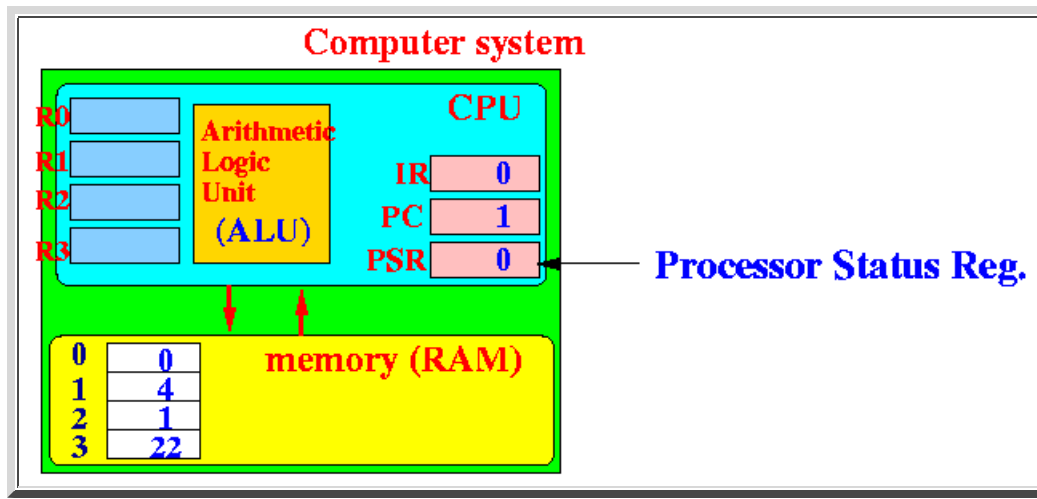 Computer system
CPU
R0
R1
R2
R3
Arithmetic
Logic
Unit
(ALU)
IR 0
PC 1
PSR 0
Processor Status Reg.
memory (RAM)
0 0
1 4
2 1
3 22